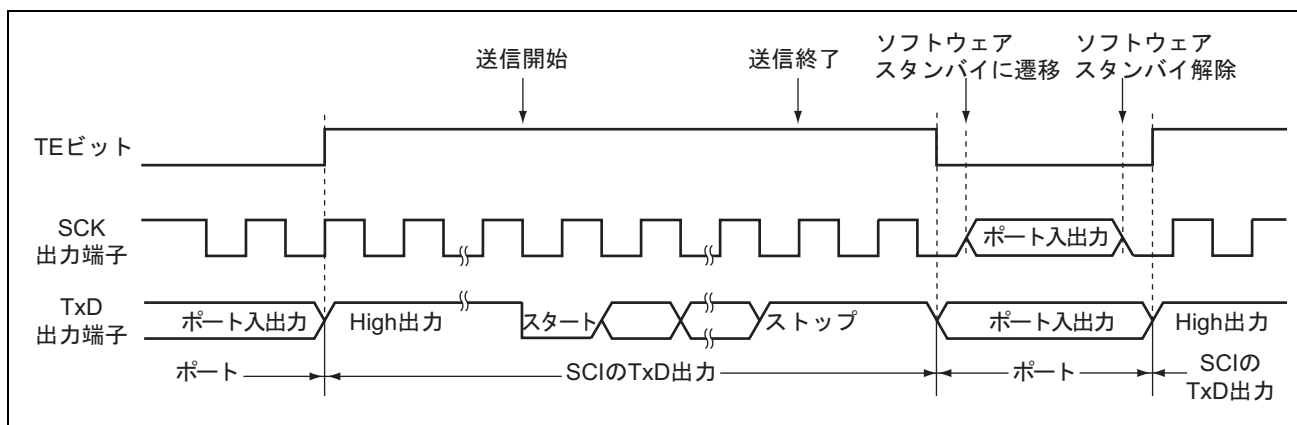 送信開始
送信終了
ソフトウェア
スタンバイに遷移
ソフトウェア
スタンバイ解除
TEビット
SCK
出力端子
ポート入出力
TxD
出力端子
ポート入出力
High出力
スタート
ストップ
ポート入出力
High出力
ポート
SCIのTxD出力
ポート
SCIの
TxD出力